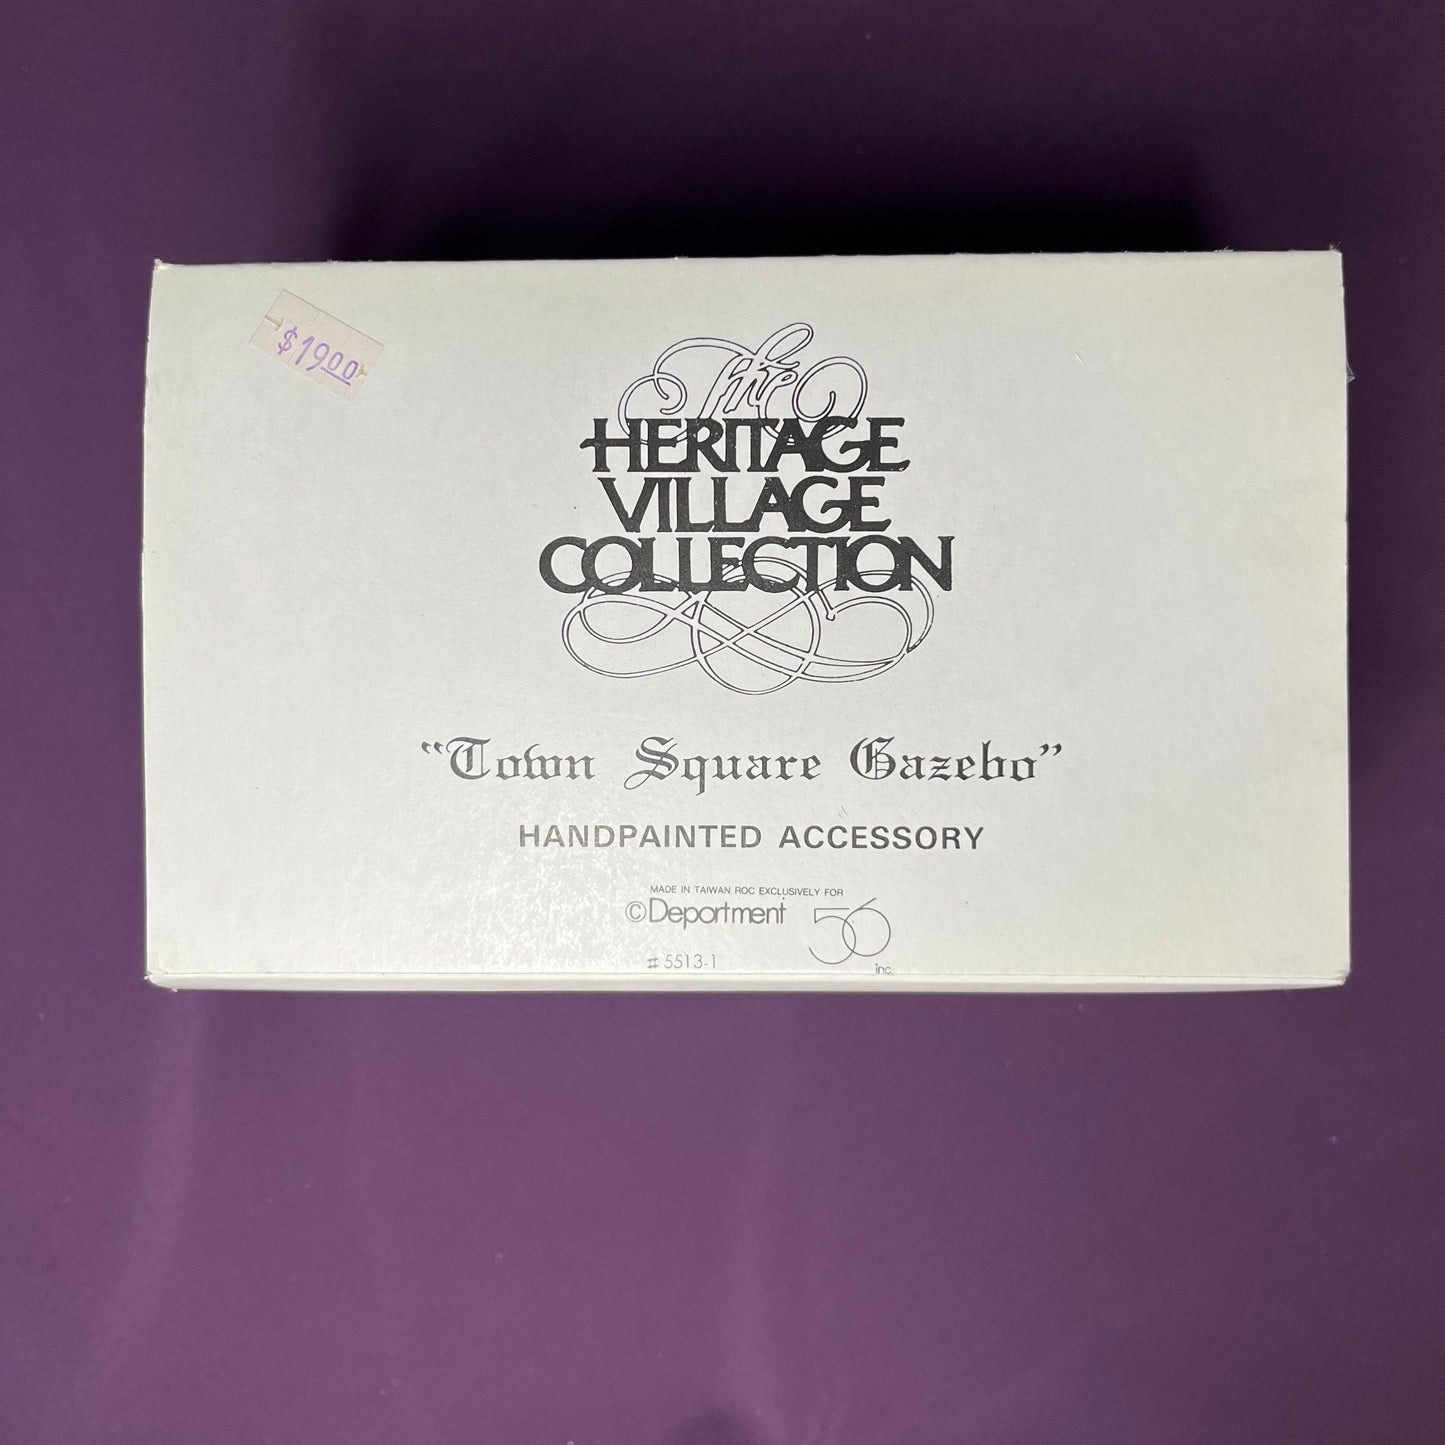 $19.00
The
HERITAGE
VILLAGE
COLLECTION
"Town Square Gazebo"
HANDPAINTED ACCESSORY
MADE IN TAIWAN ROC EXCLUSIVELY FOR
©Department 56 inc.
#5513-1